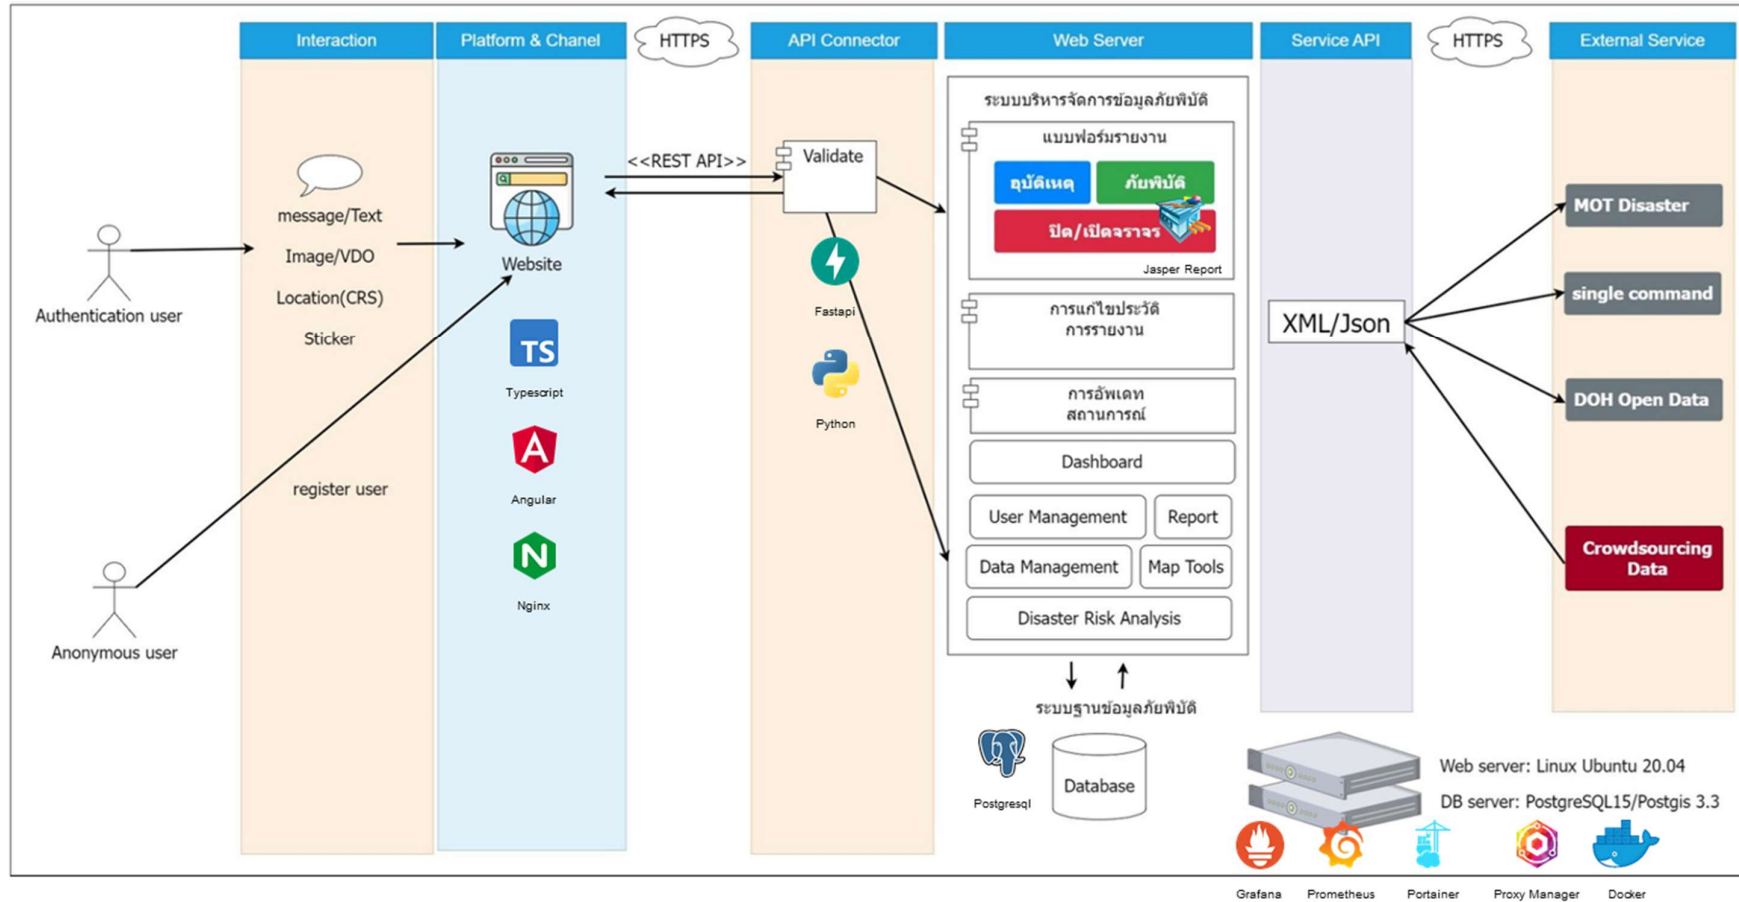 Interaction
Platform & Chanel
HTTPS
API Connector
Web Server
Service API
HTTPS
External Service
message/Text
Image/VDO
Location(CRS)
Sticker
Authentication user
register user
Anonymous user
Website
TS
Typescript
Angular
Nginx
<<REST API>>
Validate
Fastapi
Python
ระบบบริหารจัดการข้อมูลภัยพิบัติ
แบบฟอร์มรายงาน
อุบัติเหตุ
ภัยพิบัติ
ปิด/เปิดจราจร
Jasper Report
การแก้ไขประวัติ
การรายงาน
การอัพเดท
สถานการณ์
Dashboard
User Management
Report
Data Management
Map Tools
Disaster Risk Analysis
ระบบฐานข้อมูลภัยพิบัติ
Postgresql
Database
XML/Json
MOT Disaster
single command
DOH Open Data
Crowdsourcing
Data
Web server: Linux Ubuntu 20.04
DB server: PostgreSQL15/Postgis 3.3
Grafana
Prometheus
Portainer
Proxy Manager
Docker